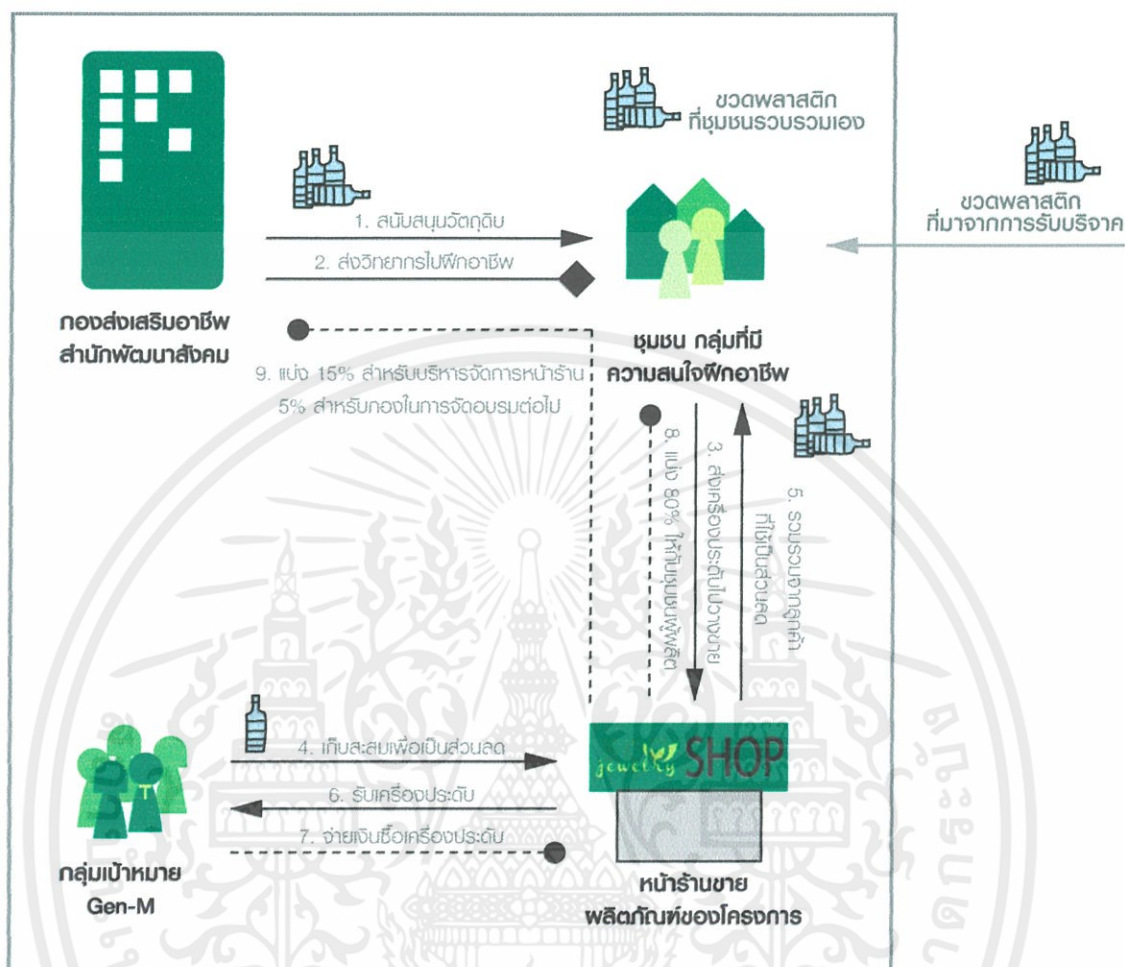 ขวดพลาสติก
ที่ชุมชนรวบรวมเอง
ขวดพลาสติก
ที่มาจากการรับบริจาค
1. สนับสนุนวัตถุดิบ
2. ส่งวิทยากรไปฝึกอาชีพ
กองส่งเสริมอาชีพ
สำนักพัฒนาสังคม
ชุมชน กลุ่มที่มี
ความสนใจฝึกอาชีพ
9. แบ่ง 15% สำหรับบริหารจัดการหน้าร้าน
5% สำหรับกองในการจัดอบรมต่อไป
8. แบ่ง 80% ให้กับชุมชนผู้ผลิต
3. ส่งเครื่องประดับไปวางขาย
5. รวบรวมจากลูกค้า
ที่ใช้เป็นส่วนลด
4. เก็บสะสมเพื่อเป็นส่วนลด
6. รับเครื่องประดับ
7. จ่ายเงินซื้อเครื่องประดับ
jewelry SHOP
กลุ่มเป้าหมาย
Gen-M
หน้าร้านขาย
ผลิตภัณฑ์ของโครงการ